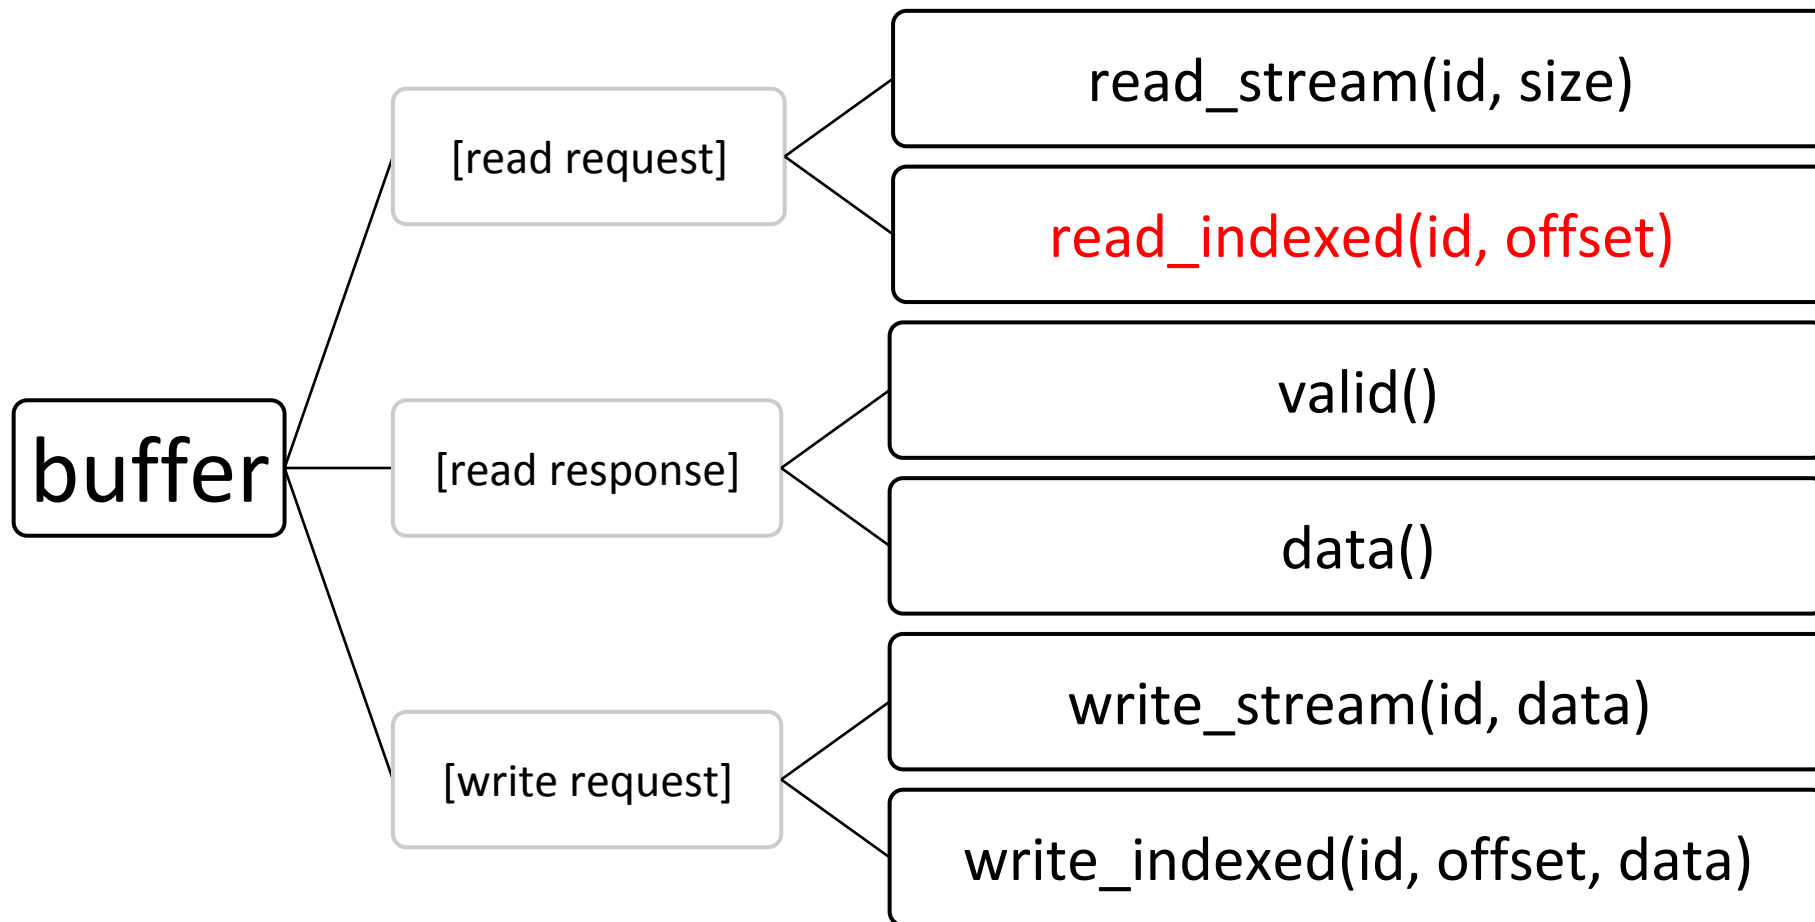 buffer
[read request]
read_stream(id, size)
read_indexed(id, offset)
[read response]
valid()
data()
[write request]
write_stream(id, data)
write_indexed(id, offset, data)